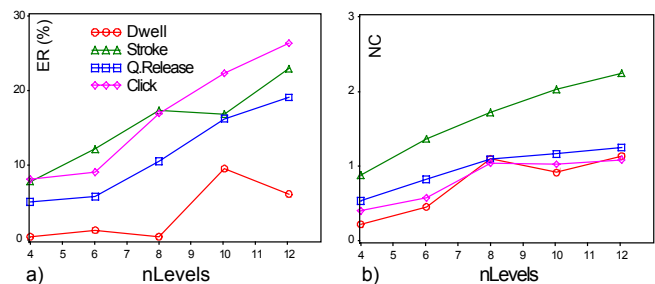 30
20
10
0
ER (%)
Dwell
Stroke
Q.Release
Click
4 5 6 7 8 9 10 11 12
a) nLevels
3
2
1
0
NC
4 5 6 7 8 9 10 11 12
b) nLevels